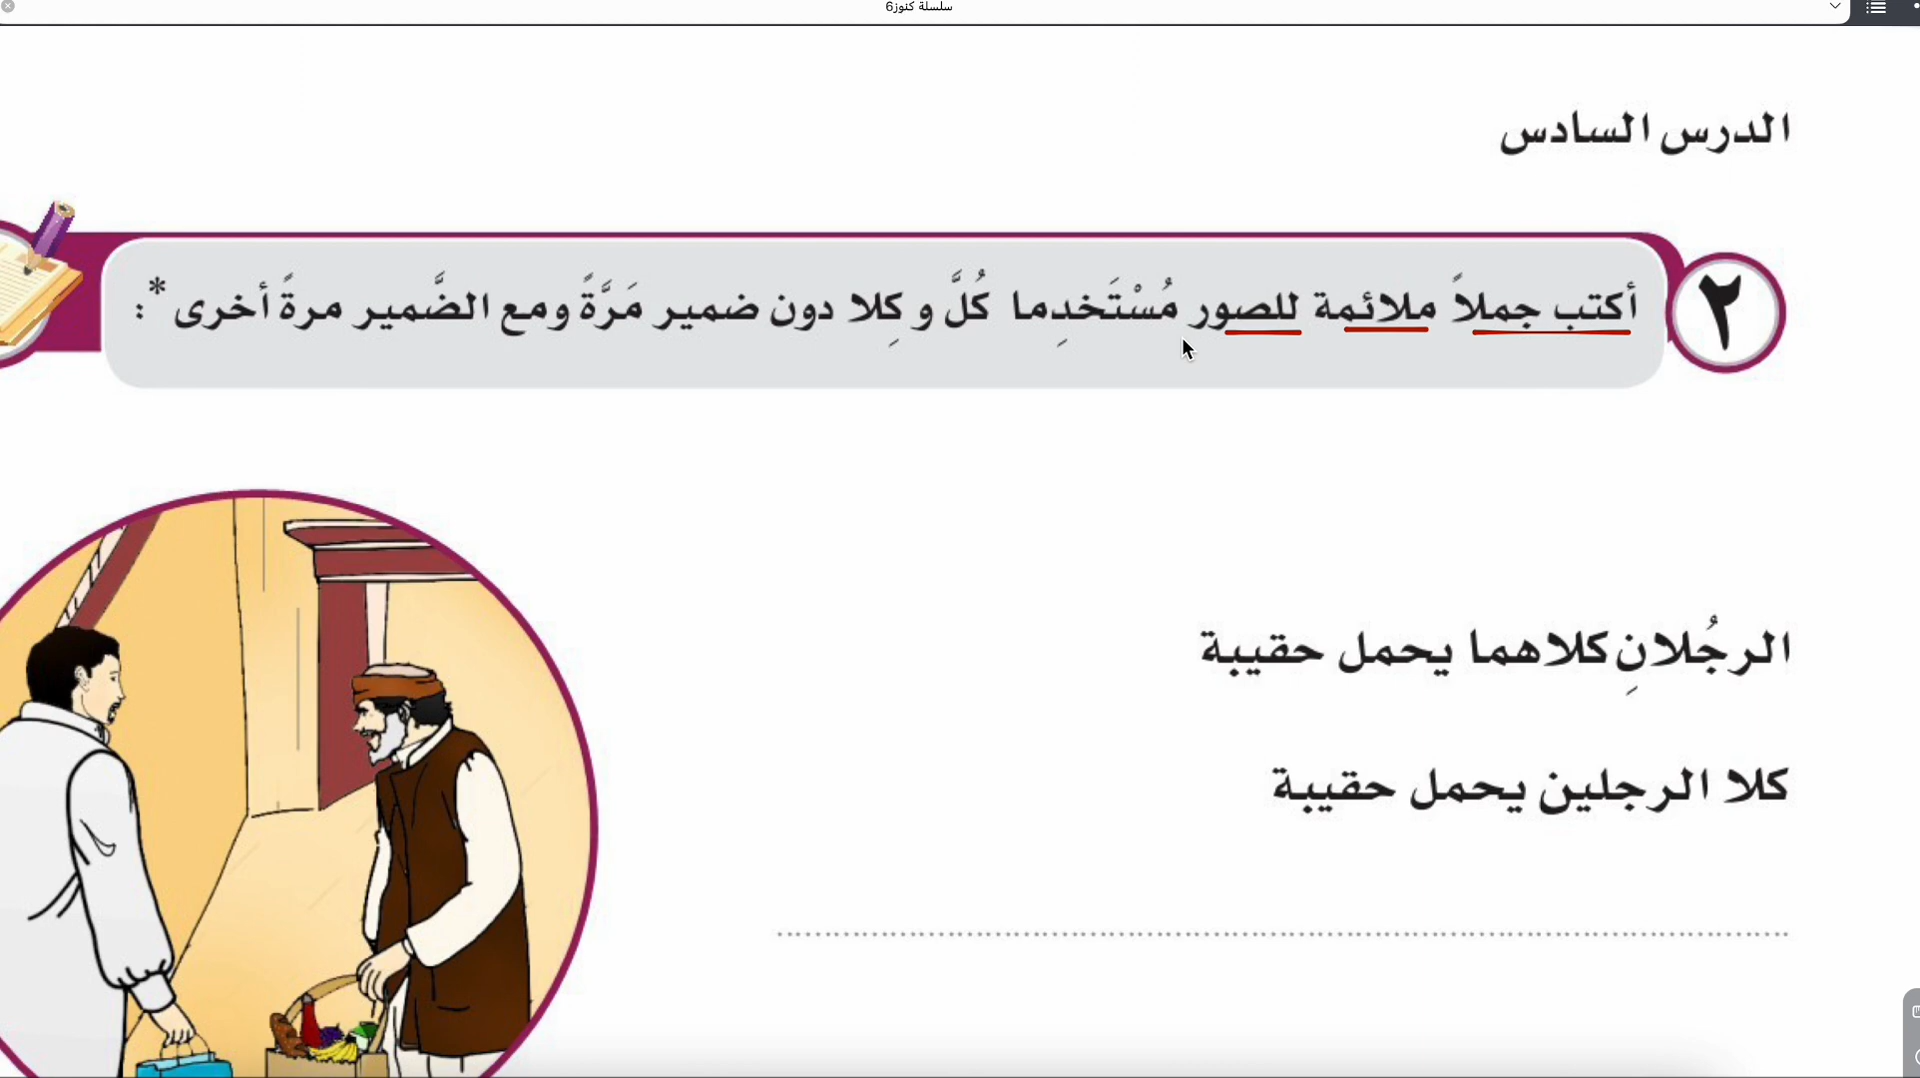 سلسلة كنوز6
الدرس السادس
٢
أكتب جملاً ملائمة للصور مُسْتَخدِما كُلَّ و كِلا دون ضمير مَرَّةً ومع الضَّمير مرةً أخرى * :
الرجُلانِ كلاهما يحمل حقيبة
كلا الرجلين يحمل حقيبة